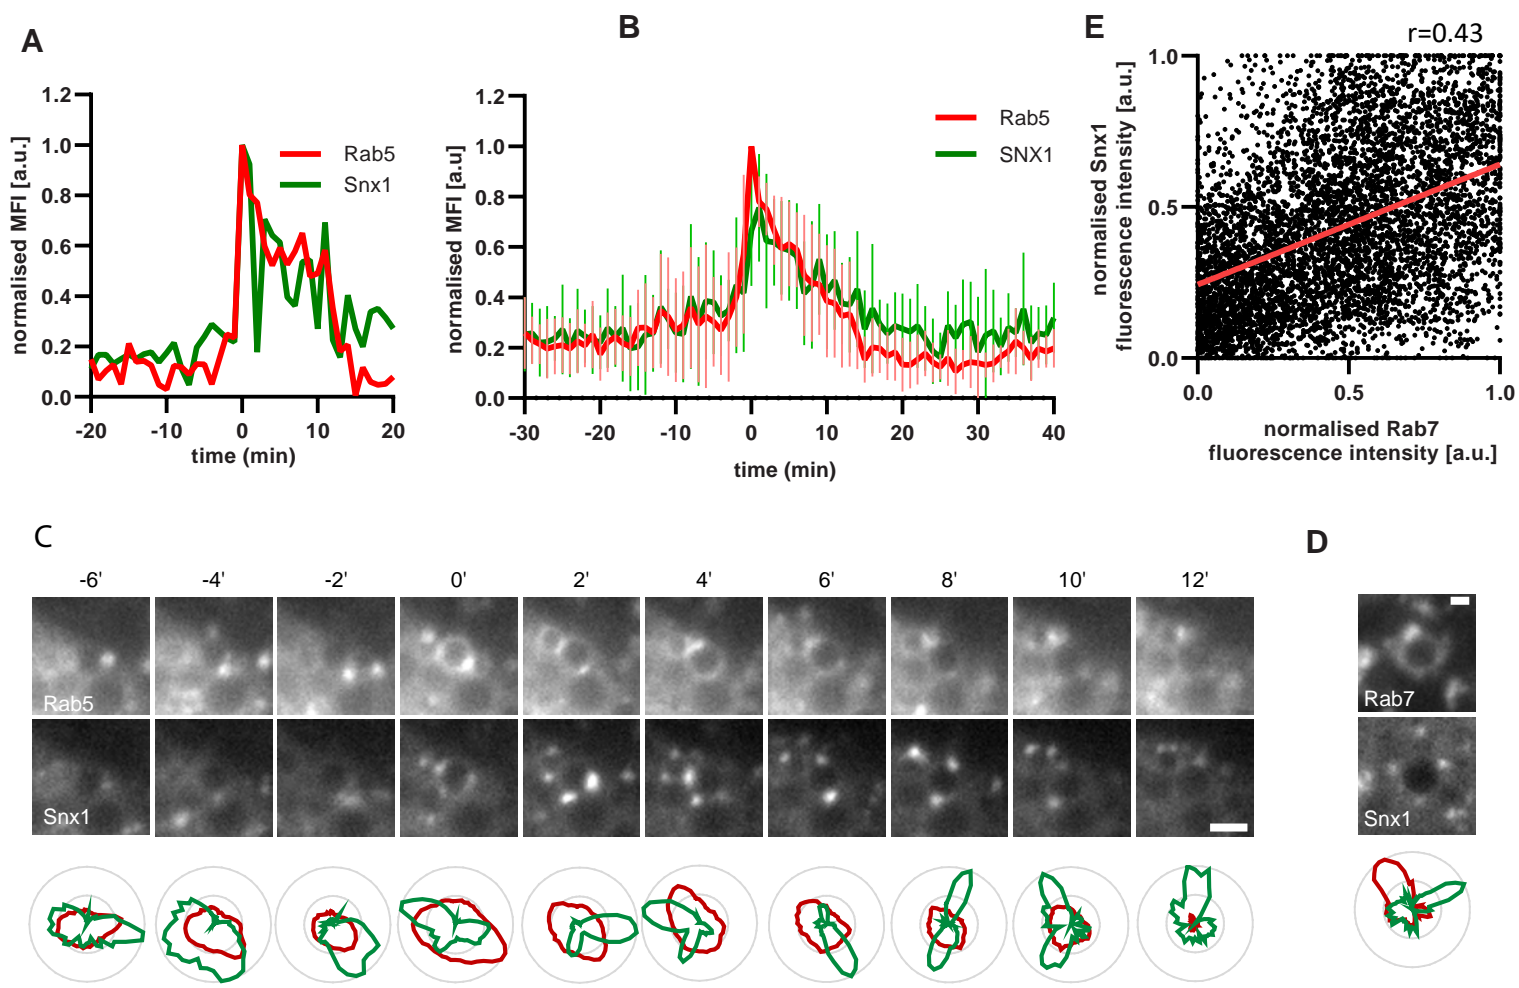 A
normalised MFI [a.u.]
1.2
1.0
0.8
0.6
0.4
0.2
0.0
-20
-10
0
10
20
time (min)
Rab5
Snx1
B
normalised MFI [a.u]
1.2
1.0
0.8
0.6
0.4
0.2
0.0
-30
-20
-10
0
10
20
30
40
time (min)
Rab5
SNX1
E
r=0.43
normalised Snx1
fluorescence intensity [a.u.]
1.0
0.5
0.0
0.0
0.5
1.0
normalised Rab7
fluorescence intensity [a.u.]
C
-6'
-4'
-2'
0'
2'
4'
6'
8'
10'
12'
Rab5
Snx1
D
Rab7
Snx1